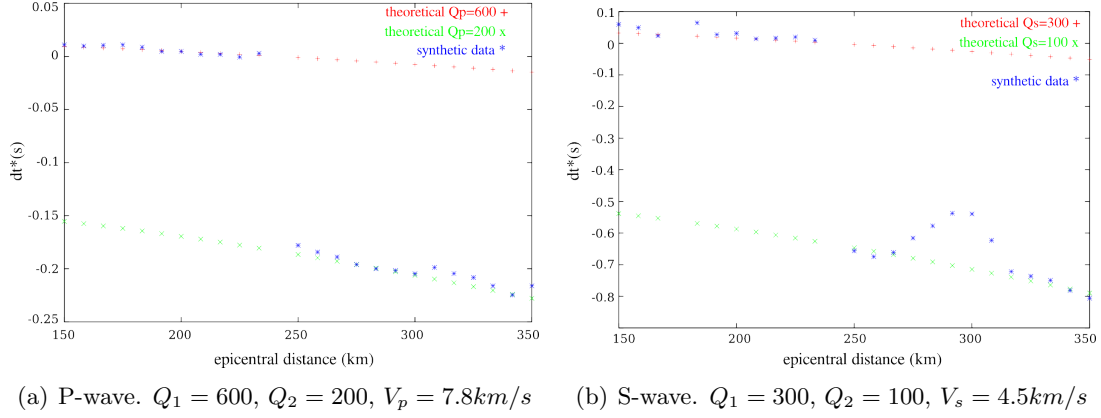 0.05
0
-0.05
-0.1
-0.15
-0.2
-0.25
dt*(s)
150
200
250
300
350
epicentral distance (km)
theoretical Qp=600 +
theoretical Qp=200 x
synthetic data *
(a) P-wave. Q1 = 600, Q2 = 200, Vp = 7.8km/s
0.1
0
-0.1
-0.2
-0.3
-0.4
-0.5
-0.6
-0.7
-0.8
dt*(s)
150
200
250
300
350
epicentral distance (km)
theoretical Qs=300 +
theoretical Qs=100 x
synthetic data *
(b) S-wave. Q1 = 300, Q2 = 100, Vs = 4.5km/s